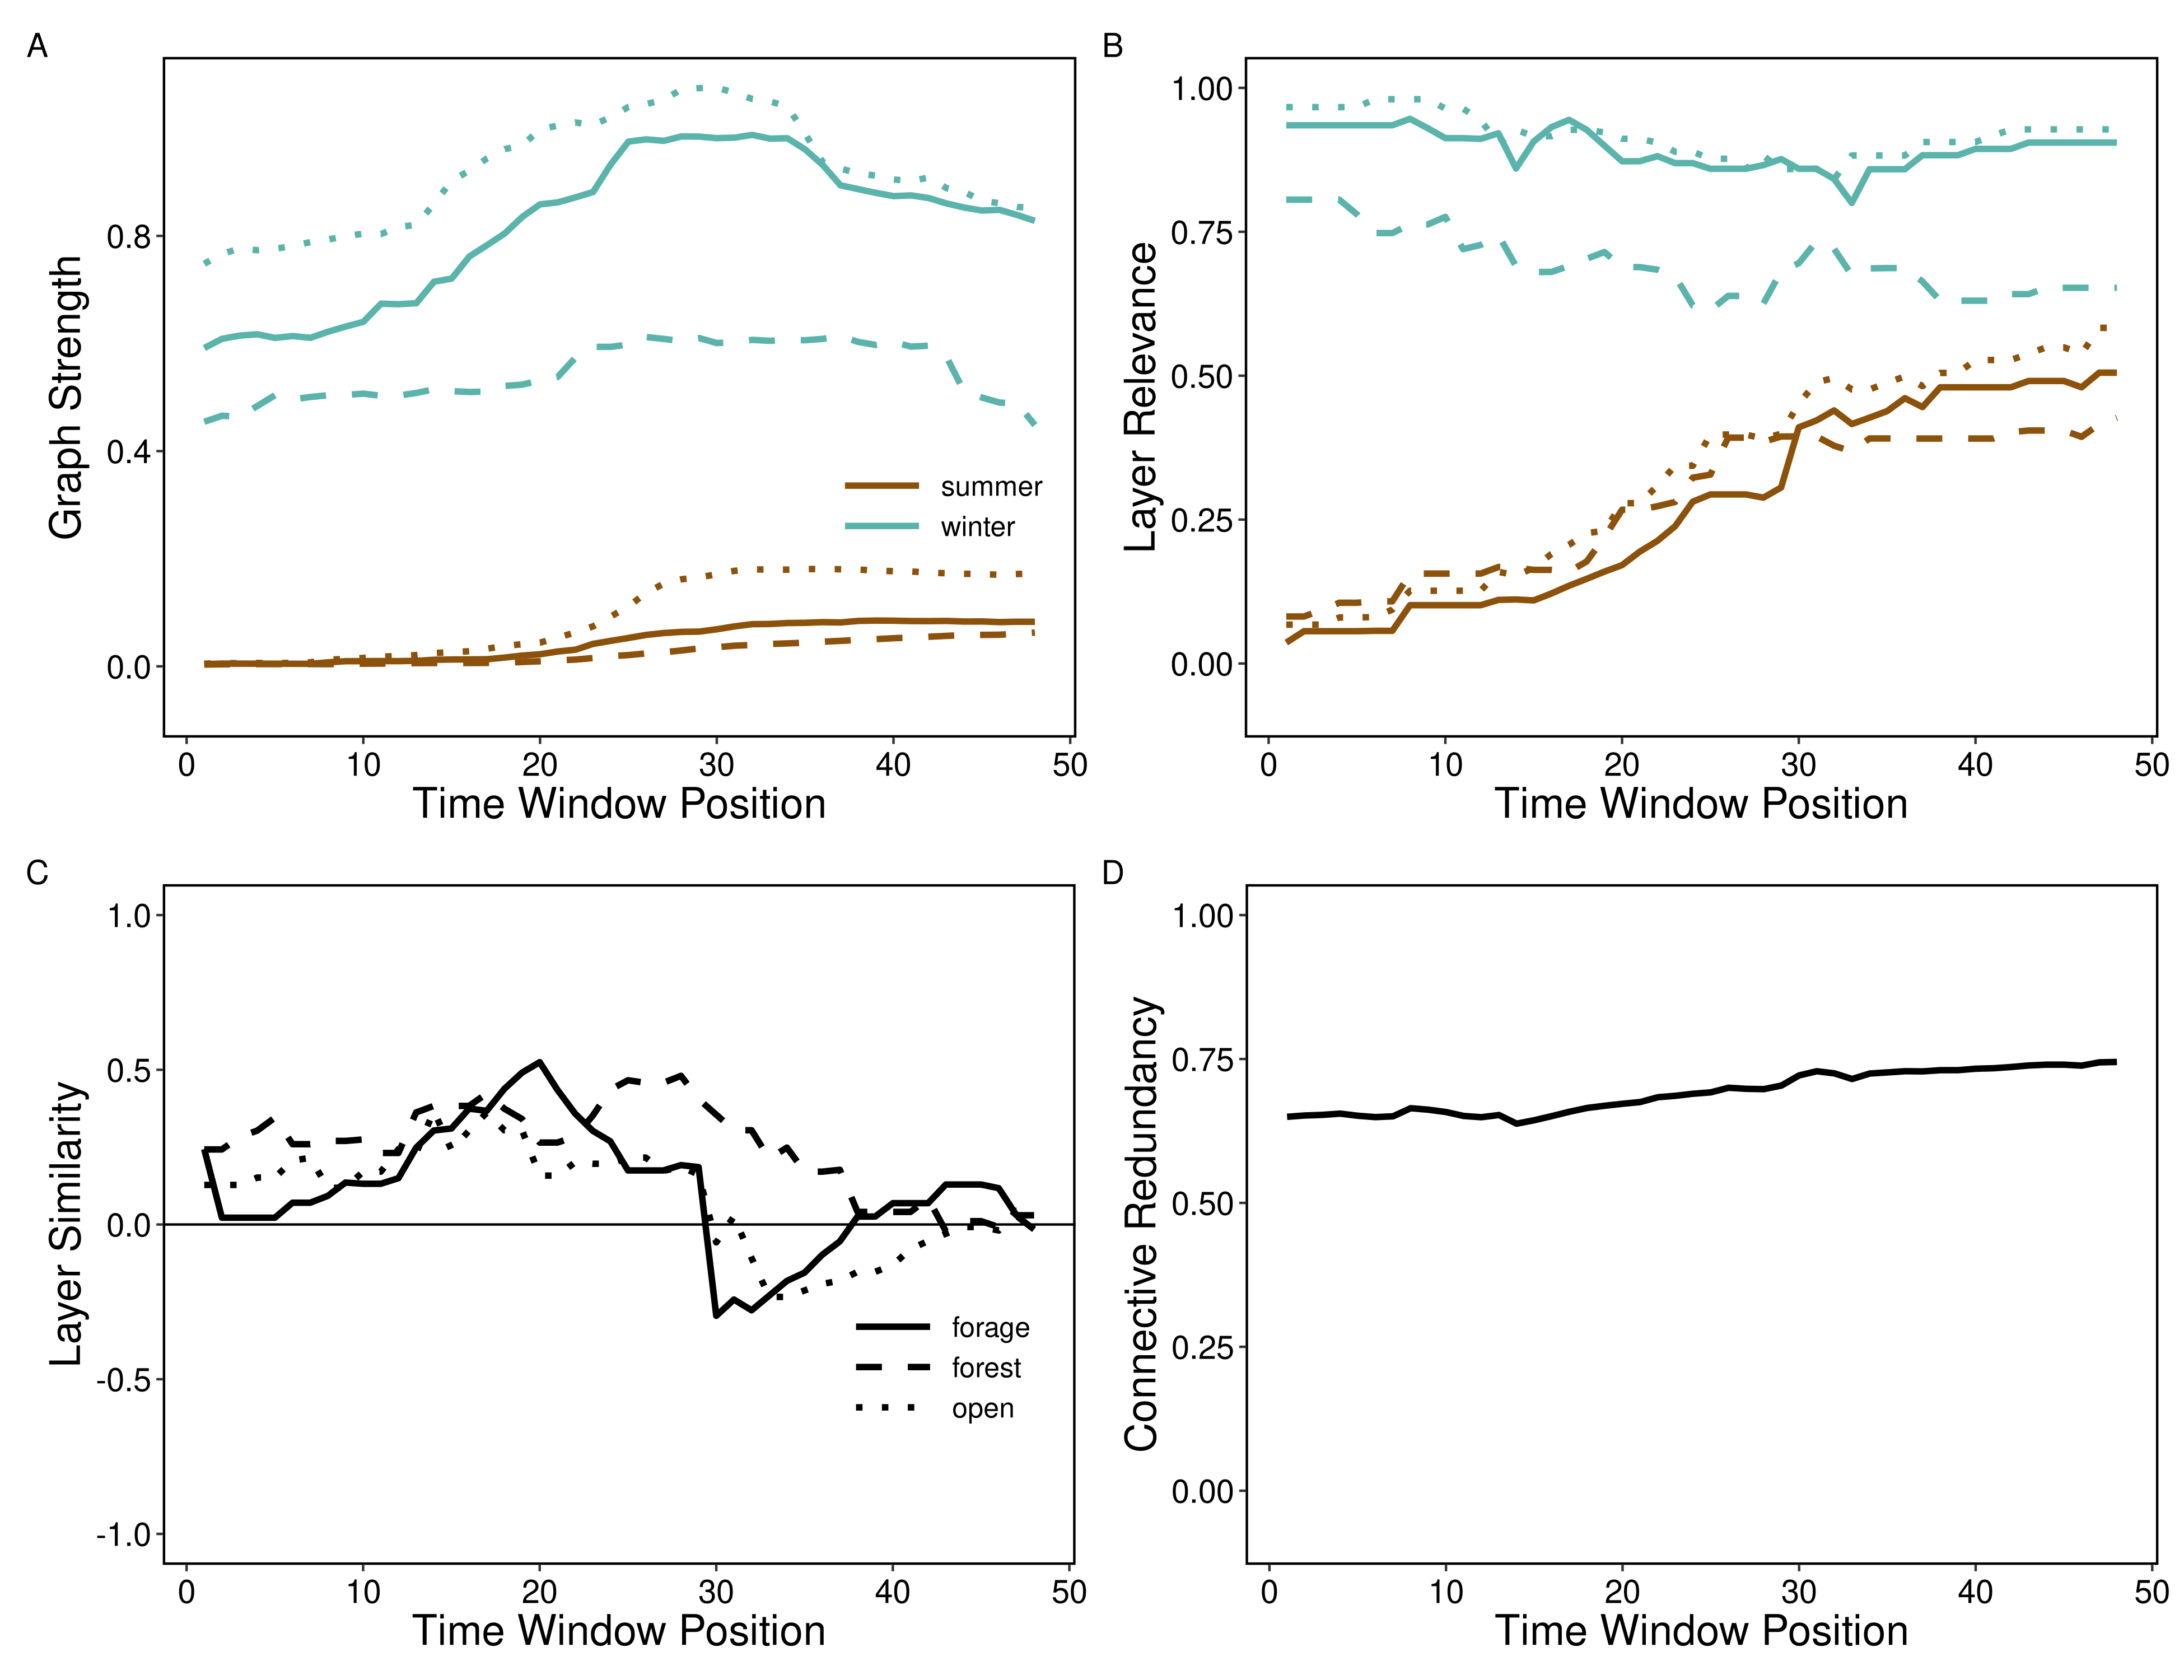 A
Graph Strength
0.8
0.4
0.0
summer
winter
0 10 20 30 40 50
Time Window Position
B
Layer Relevance
1.00
0.75
0.50
0.25
0.00
0 10 20 30 40 50
Time Window Position
C
Layer Similarity
1.0
0.5
0.0
-0.5
-1.0
forage
forest
open
0 10 20 30 40 50
Time Window Position
D
Connective Redundancy
1.00
0.75
0.50
0.25
0.00
0 10 20 30 40 50
Time Window Position